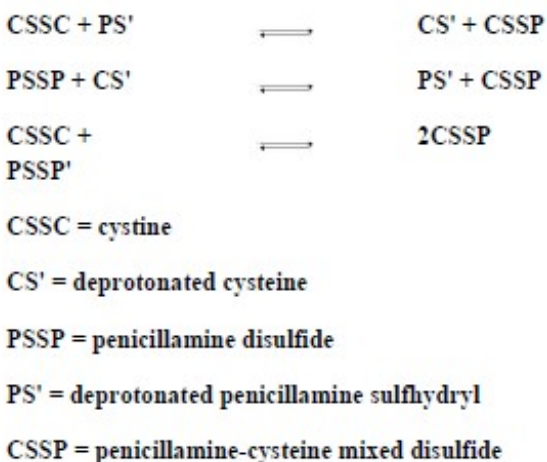 CSSC + PS' ⇌ CS' + CSSP
PSSP + CS' ⇌ PS' + CSSP
CSSC + ⇌ 2CSSP
PSSP'
CSSC = cystine
CS' = deprotonated cysteine
PSSP = penicillamine disulfide
PS' = deprotonated penicillamine sulfhydryl
CSSP = penicillamine-cysteine mixed disulfide